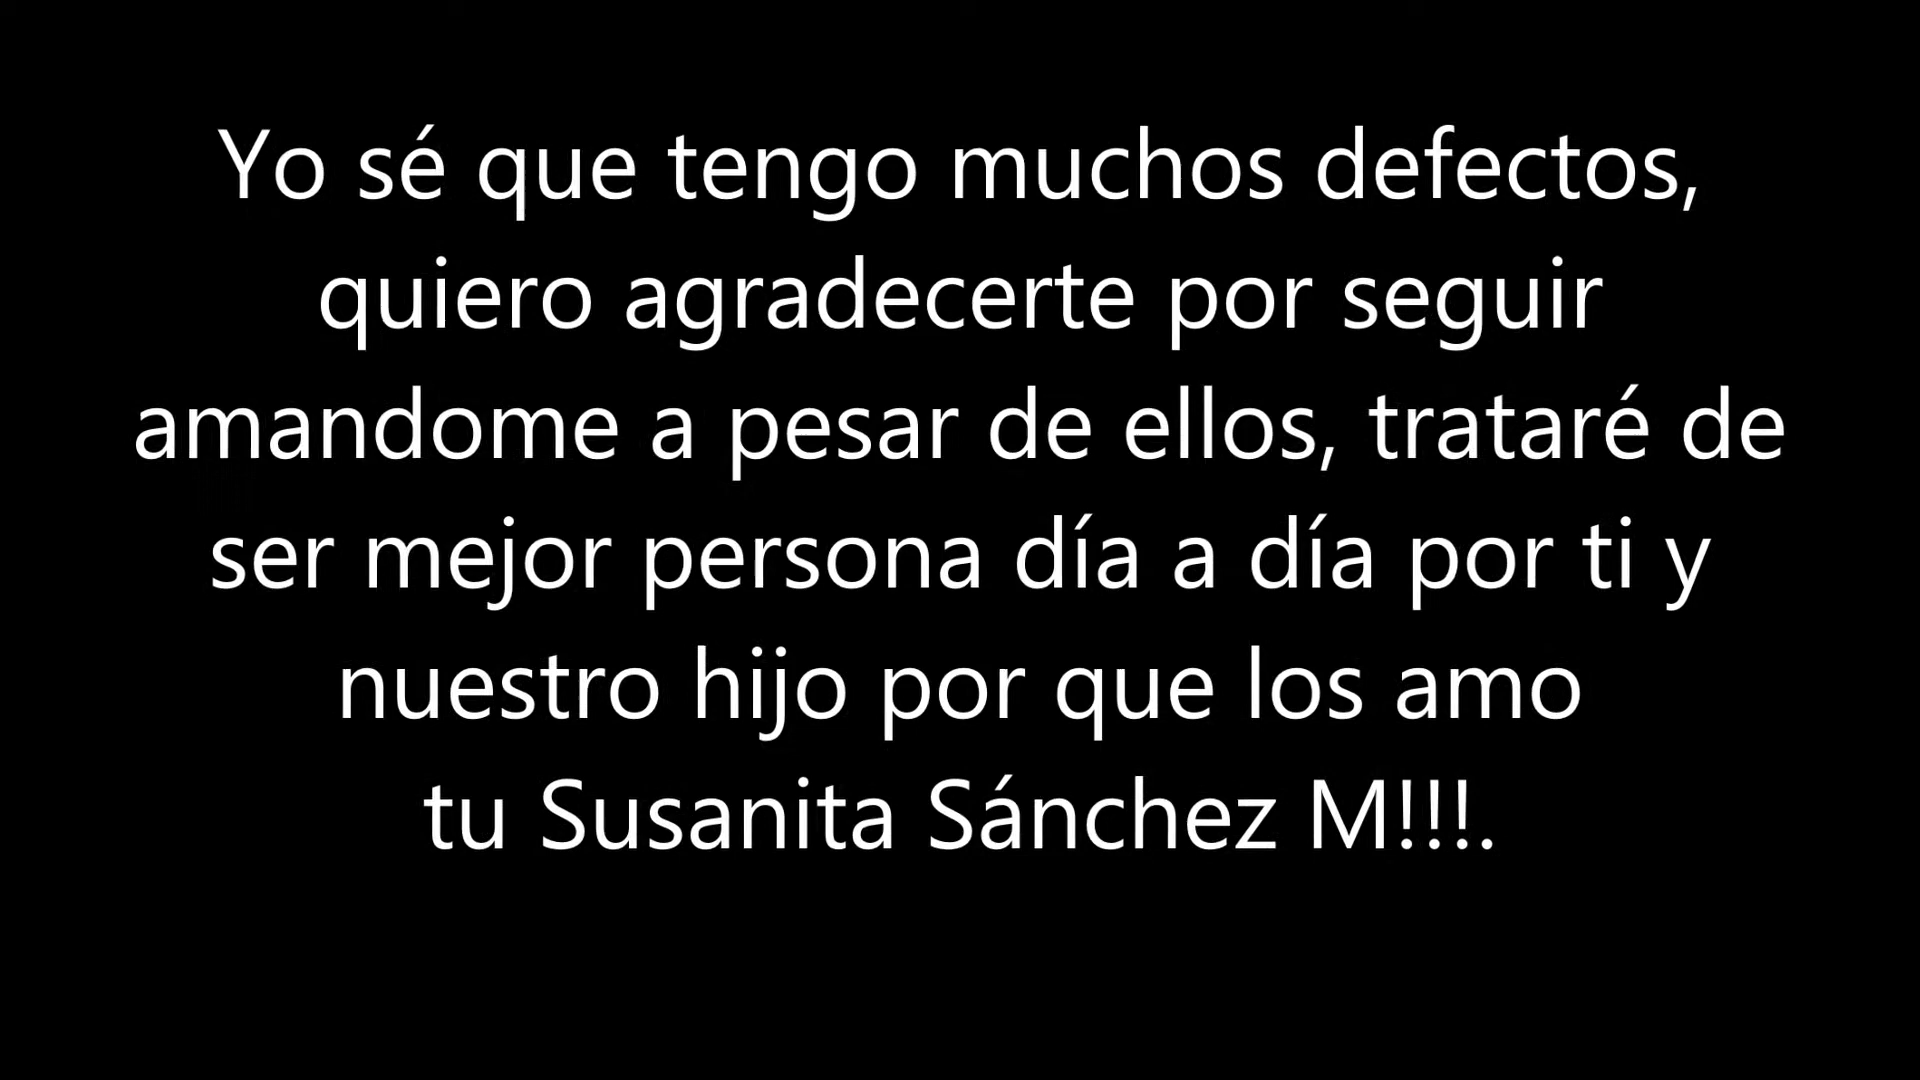 Yo sé que tengo muchos defectos,
quiero agradecerte por seguir
amandome a pesar de ellos, trataré de
ser mejor persona día a día por ti y
nuestro hijo por que los amo
tu Susanita Sánchez M!!!.